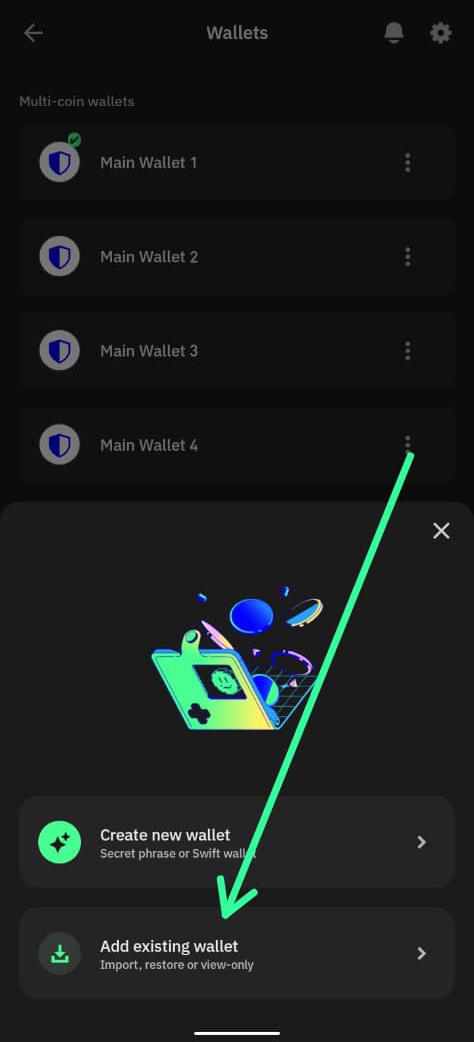 Wallets
Multi-coin wallets
Main Wallet 1
Main Wallet 2
Main Wallet 3
Main Wallet 4
Create new wallet
Secret phrase or Swift wallet
Add existing wallet
Import, restore or view-only